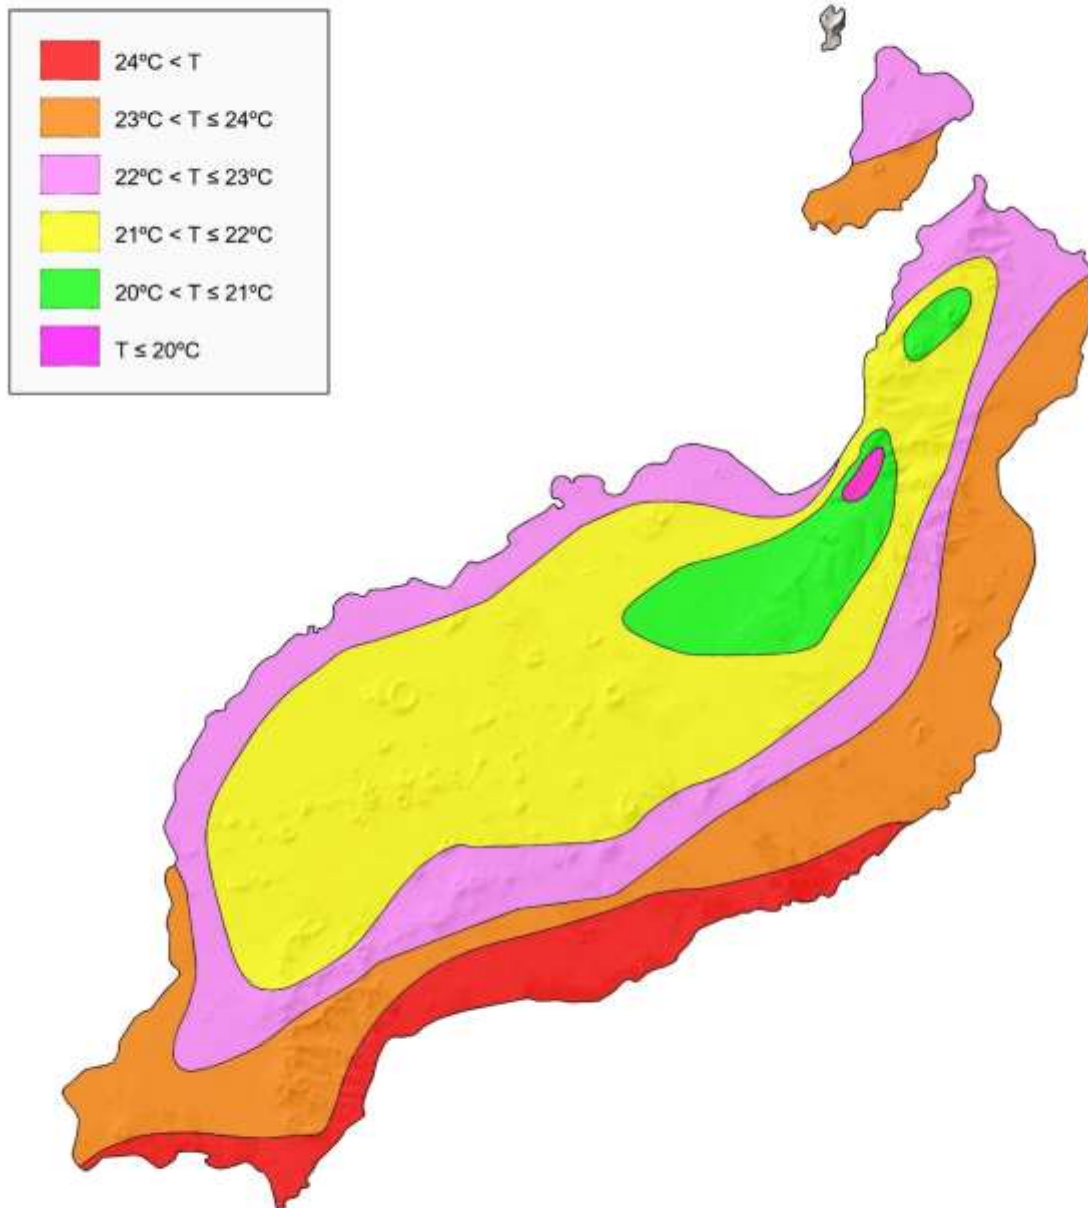 24ºC < T
23ºC < T ≤ 24ºC
22ºC < T ≤ 23ºC
21ºC < T ≤ 22ºC
20ºC < T ≤ 21ºC
T ≤ 20ºC